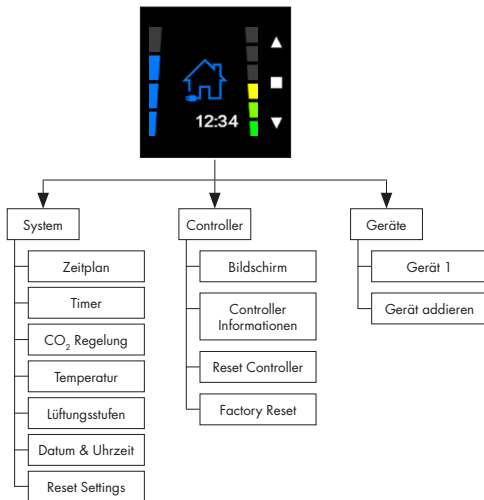 12:34
System
Controller
Geräte
Zeitplan
Timer
CO₂ Regelung
Temperatur
Lüftungsstufen
Datum & Uhrzeit
Reset Settings
Bildschirm
Controller
Informationen
Reset Controller
Factory Reset
Gerät 1
Gerät addieren